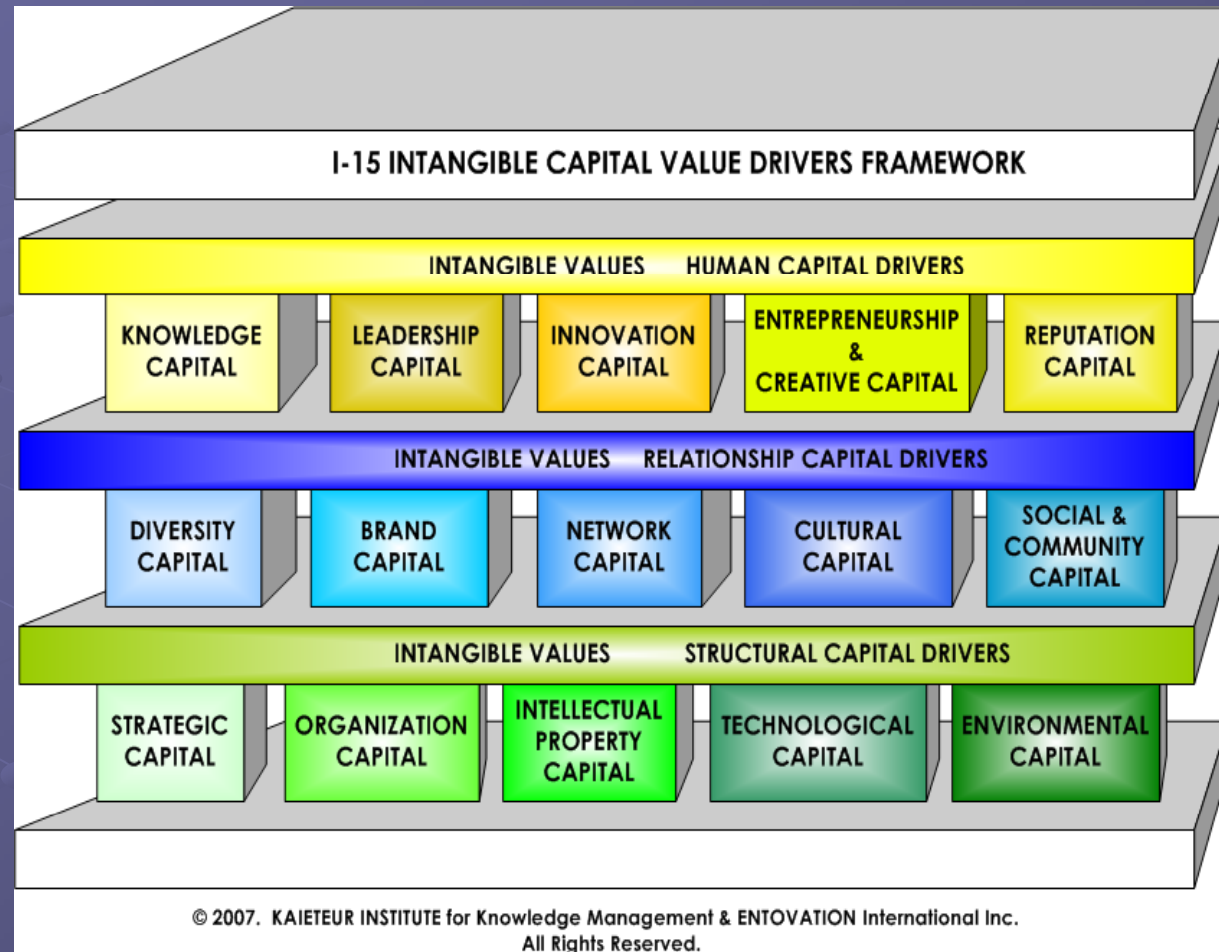 I-15 INTANGIBLE CAPITAL VALUE DRIVERS FRAMEWORK
INTANGIBLE VALUES HUMAN CAPITAL DRIVERS
KNOWLEDGE
CAPITAL
LEADERSHIP
CAPITAL
INNOVATION
CAPITAL
ENTREPRENEURSHIP
&
CREATIVE CAPITAL
REPUTATION
CAPITAL
INTANGIBLE VALUES RELATIONSHIP CAPITAL DRIVERS
DIVERSITY
CAPITAL
BRAND
CAPITAL
NETWORK
CAPITAL
CULTURAL
CAPITAL
SOCIAL &
COMMUNITY
CAPITAL
INTANGIBLE VALUES STRUCTURAL CAPITAL DRIVERS
STRATEGIC
CAPITAL
ORGANIZATION
CAPITAL
INTELLECTUAL
PROPERTY
CAPITAL
TECHNOLOGICAL
CAPITAL
ENVIRONMENTAL
CAPITAL
© 2007. KAIETEUR INSTITUTE for Knowledge Management & ENTOVATION International Inc.
All Rights Reserved.